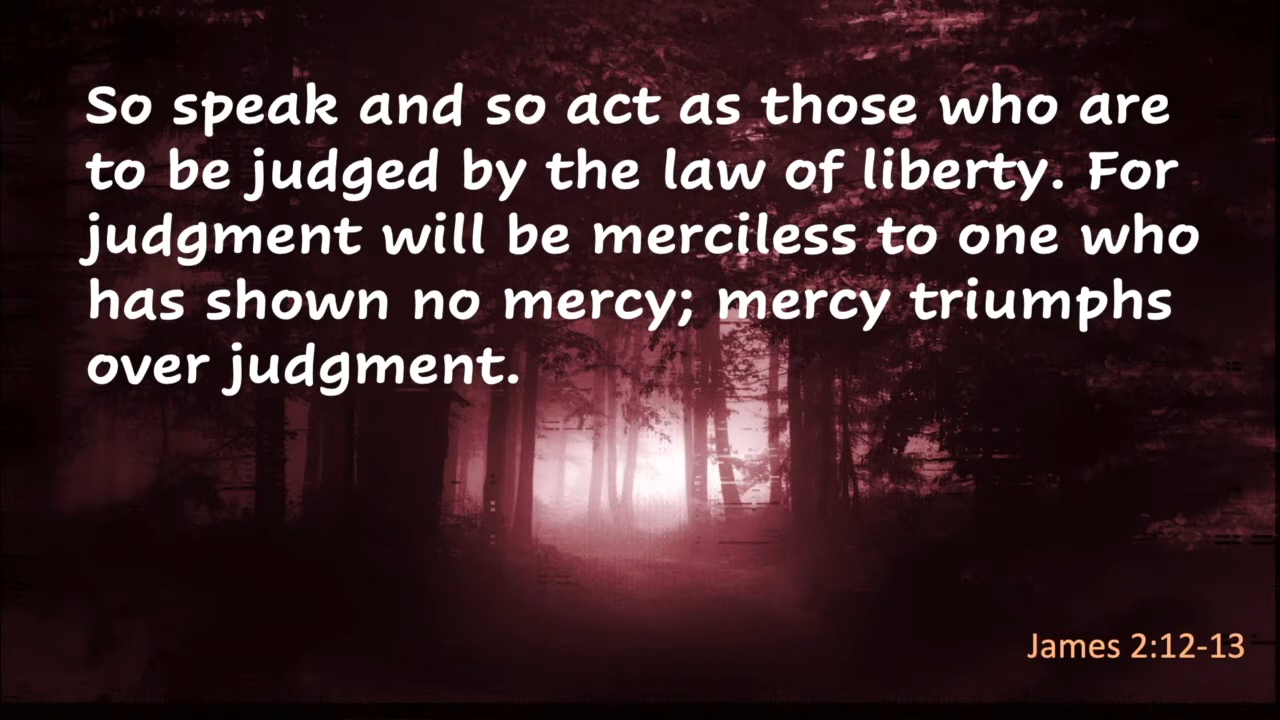 So speak and so act as those who are
to be judged by the law of liberty. For
judgment will be merciless to one who
has shown no mercy; mercy triumphs
over judgment.
James 2:12-13